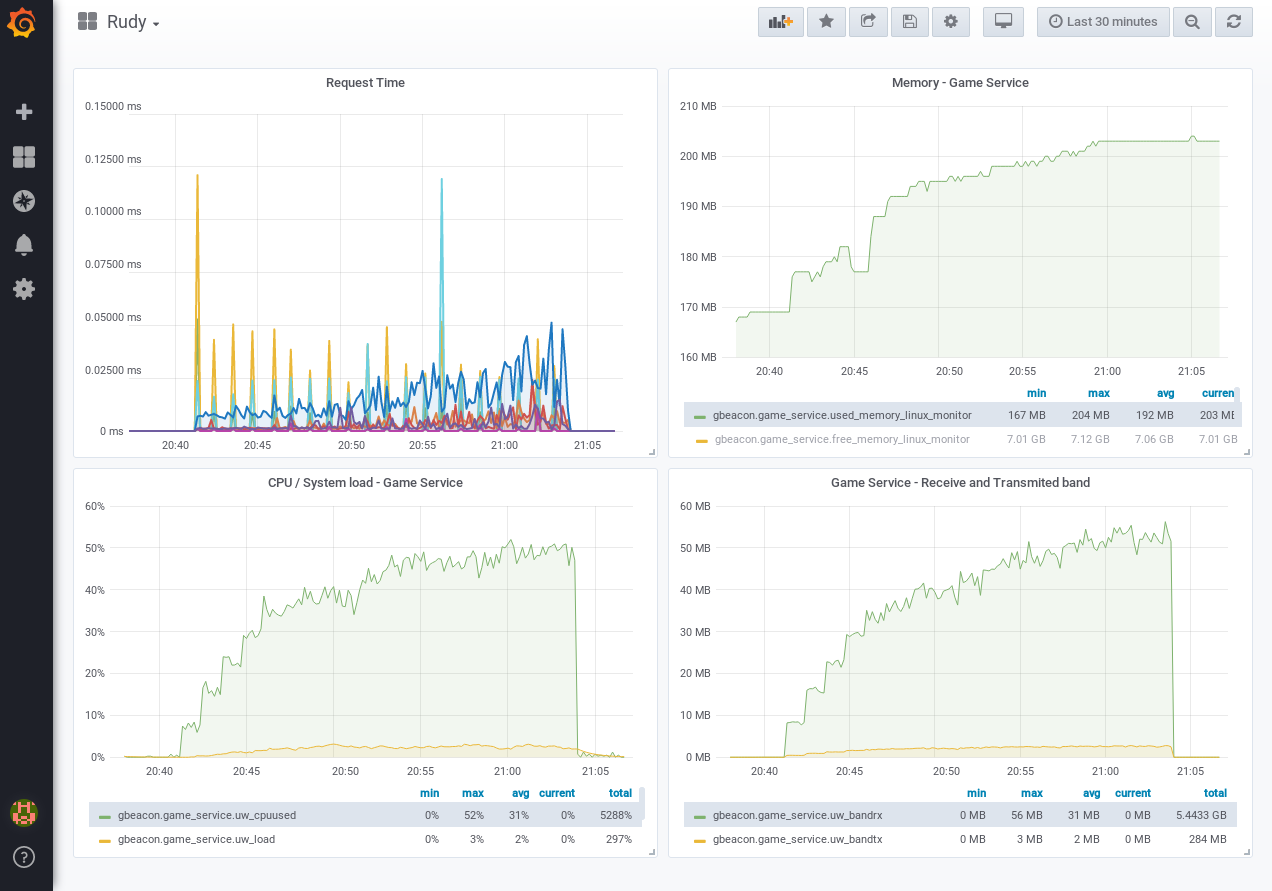 Rudy
Last 30 minutes
Request Time
0.15000 ms
0.12500 ms
0.10000 ms
0.07500 ms
0.05000 ms
0.02500 ms
0 ms
20:40 20:45 20:50 20:55 21:00 21:05
Memory - Game Service
210 MB
200 MB
190 MB
180 MB
170 MB
160 MB
20:40 20:45 20:50 20:55 21:00 21:05
min max avg curren
gbeacon.game_service.used_memory_linux_monitor 167 MB 204 MB 192 MB 203 ME
gbeacon.game_service.free_memory_linux_monitor 7.01 GB 7.12 GB 7.06 GB 7.01 GB
CPU / System load - Game Service
60%
50%
40%
30%
20%
10%
0%
20:40 20:45 20:50 20:55 21:00 21:05
min max avg current total
gbeacon.game_service.uw_cpuused 0% 52% 31% 0% 5288%
gbeacon.game_service.uw_load 0% 3% 2% 0% 297%
Game Service - Receive and Transmited band
60 MB
50 MB
40 MB
30 MB
20 MB
10 MB
0 MB
20:40 20:45 20:50 20:55 21:00 21:05
min max avg current total
gbeacon.game_service.uw_bandrx 0 MB 56 MB 31 MB 0 MB 5.4433 GB
gbeacon.game_service.uw_bandtx 0 MB 3 MB 2 MB 0 MB 284 MB